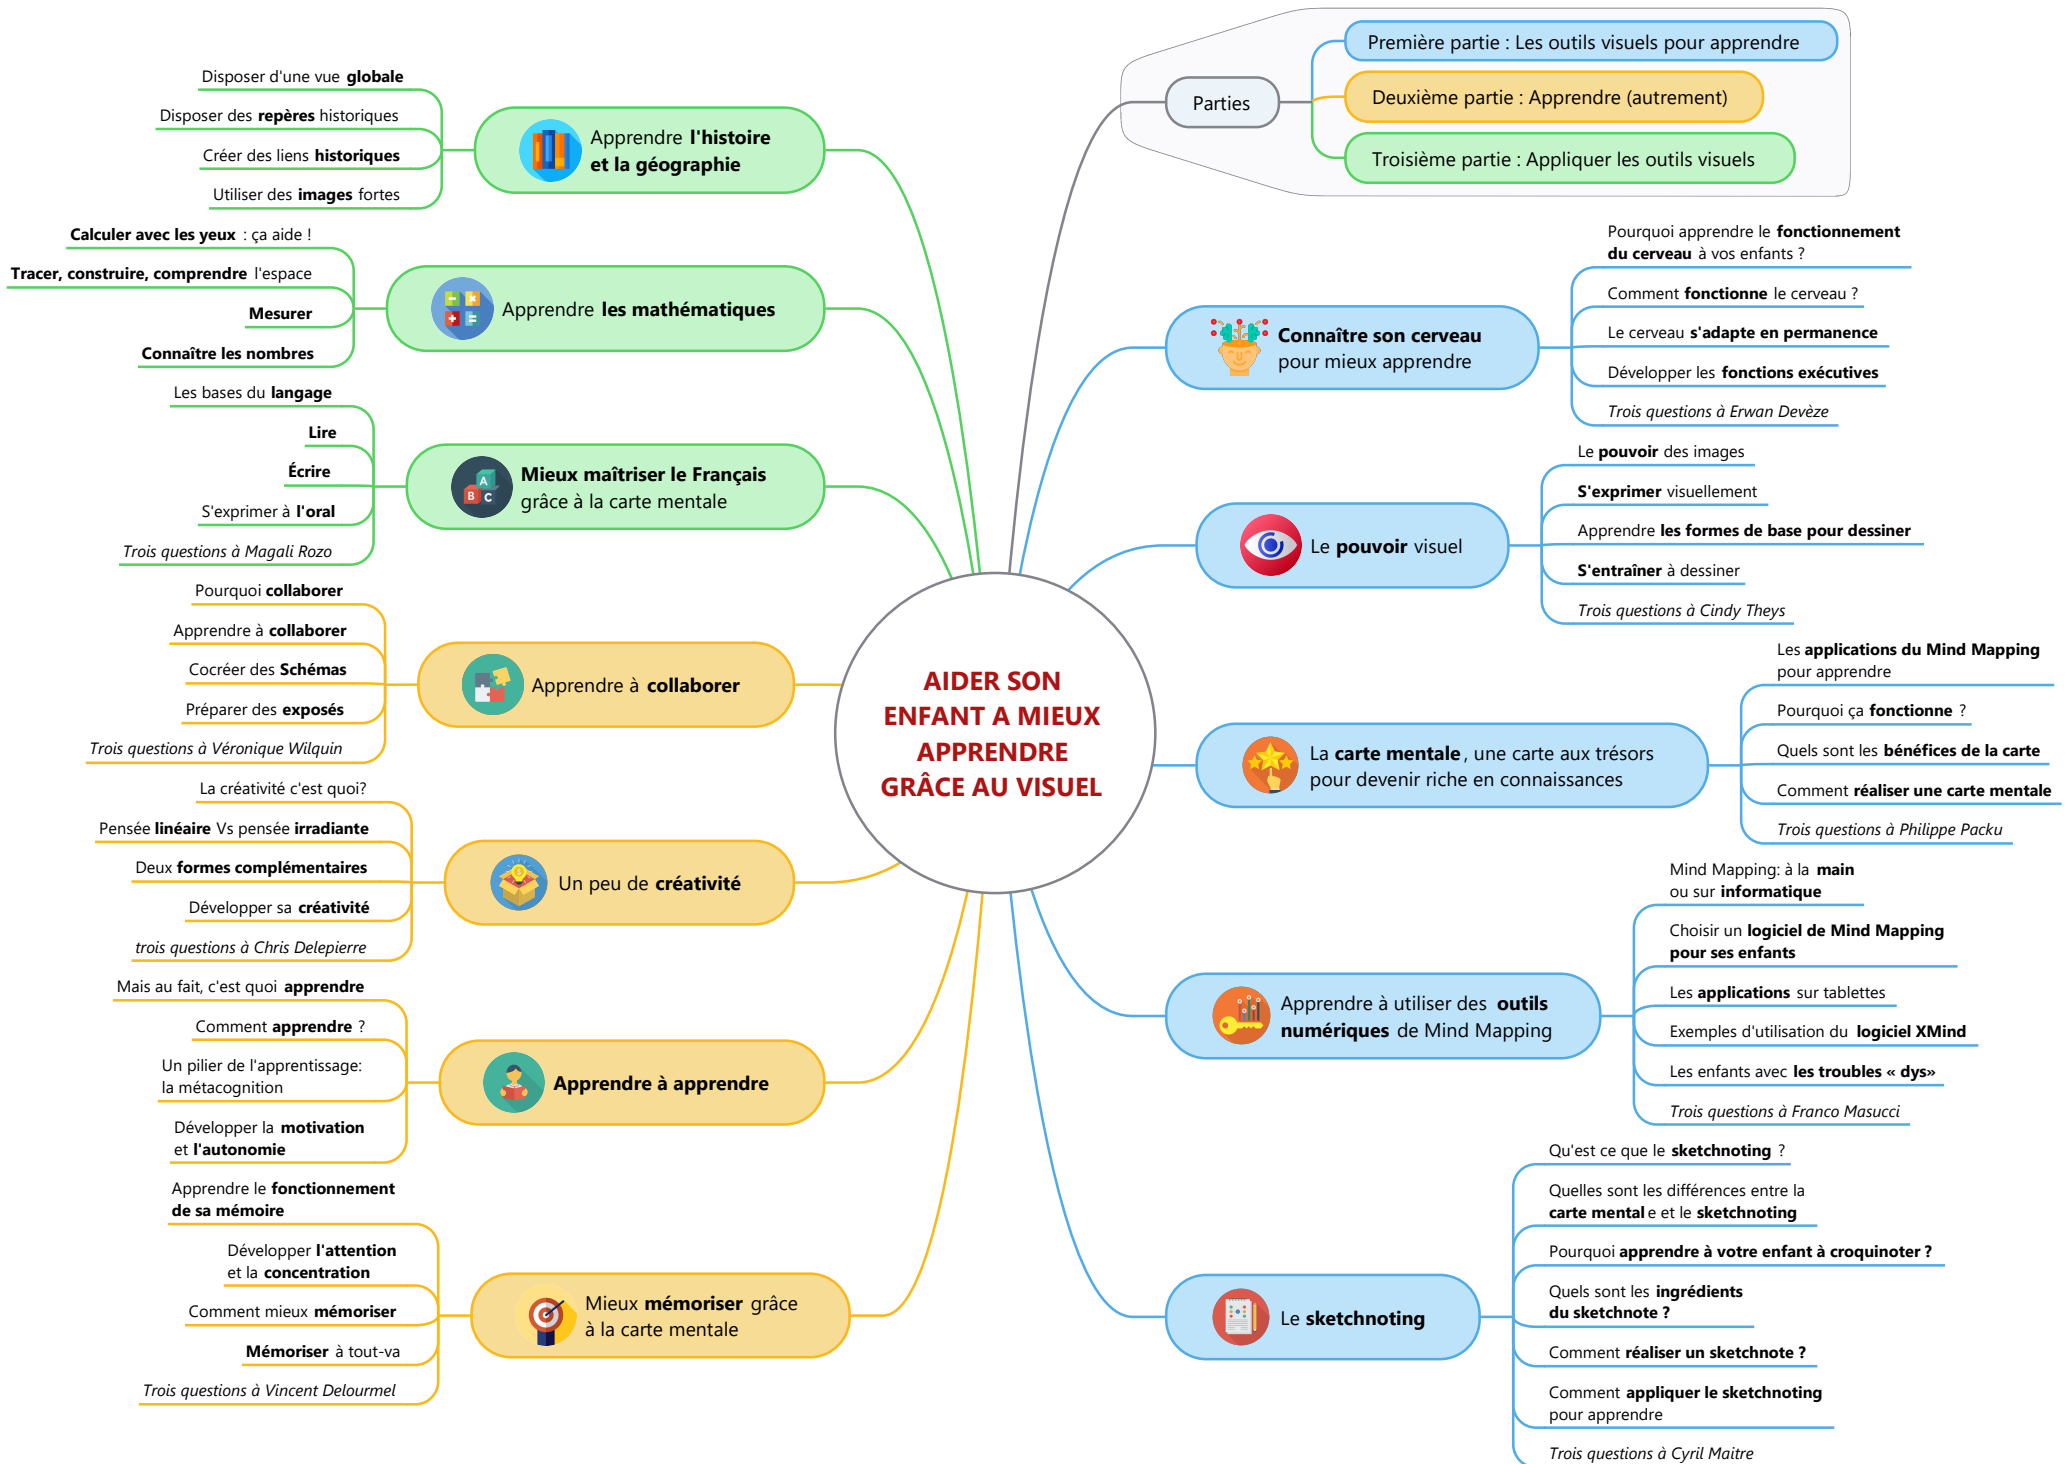 AIDER SON
ENFANT A MIEUX
APPRENDRE
GRÂCE AU VISUEL
Parties
Première partie : Les outils visuels pour apprendre
Deuxième partie : Apprendre (autrement)
Troisième partie : Appliquer les outils visuels
Connaître son cerveau
pour mieux apprendre
Pourquoi apprendre le fonctionnement
du cerveau à vos enfants ?
Comment fonctionne le cerveau ?
Le cerveau s'adapte en permanence
Développer les fonctions exécutives
Trois questions à Erwan Devèze
Le pouvoir visuel
Le pouvoir des images
S'exprimer visuellement
Apprendre les formes de base pour dessiner
S'entraîner à dessiner
Trois questions à Cindy Theys
La carte mentale, une carte aux trésors
pour devenir riche en connaissances
Les applications du Mind Mapping
pour apprendre
Pourquoi ça fonctionne ?
Quels sont les bénéfices de la carte
Comment réaliser une carte mentale
Trois questions à Philippe Packu
Apprendre à utiliser des outils
numériques de Mind Mapping
Mind Mapping: à la main
ou sur informatique
Choisir un logiciel de Mind Mapping
pour ses enfants
Les applications sur tablettes
Exemples d'utilisation du logiciel XMind
Les enfants avec les troubles « dys»
Trois questions à Franco Masucci
Le sketchnoting
Qu'est ce que le sketchnoting ?
Quelles sont les différences entre la
carte mentale et le sketchnoting
Pourquoi apprendre à votre enfant à croquinoter ?
Quels sont les ingrédients
du sketchnote ?
Comment réaliser un sketchnote ?
Comment appliquer le sketchnoting
pour apprendre
Trois questions à Cyril Maitre
Apprendre l'histoire
et la géographie
Disposer d'une vue globale
Disposer des repères historiques
Créer des liens historiques
Utiliser des images fortes
Apprendre les mathématiques
Calculer avec les yeux : ça aide !
Tracer, construire, comprendre l'espace
Mesurer
Connaître les nombres
Mieux maîtriser le Français
grâce à la carte mentale
A
B C
Les bases du langage
Lire
Écrire
S'exprimer à l'oral
Trois questions à Magali Rozo
Apprendre à collaborer
Pourquoi collaborer
Apprendre à collaborer
Cocréer des Schémas
Préparer des exposés
Trois questions à Véronique Wilquin
Un peu de créativité
La créativité c'est quoi?
Pensée linéaire Vs pensée irradiante
Deux formes complémentaires
Développer sa créativité
trois questions à Chris Delepierre
Apprendre à apprendre
Mais au fait, c'est quoi apprendre
Comment apprendre ?
Un pilier de l'apprentissage:
la métacognition
Développer la motivation
et l'autonomie
Mieux mémoriser grâce
à la carte mentale
Apprendre le fonctionnement
de sa mémoire
Développer l'attention
et la concentration
Comment mieux mémoriser
Mémoriser à tout-va
Trois questions à Vincent Delourmel